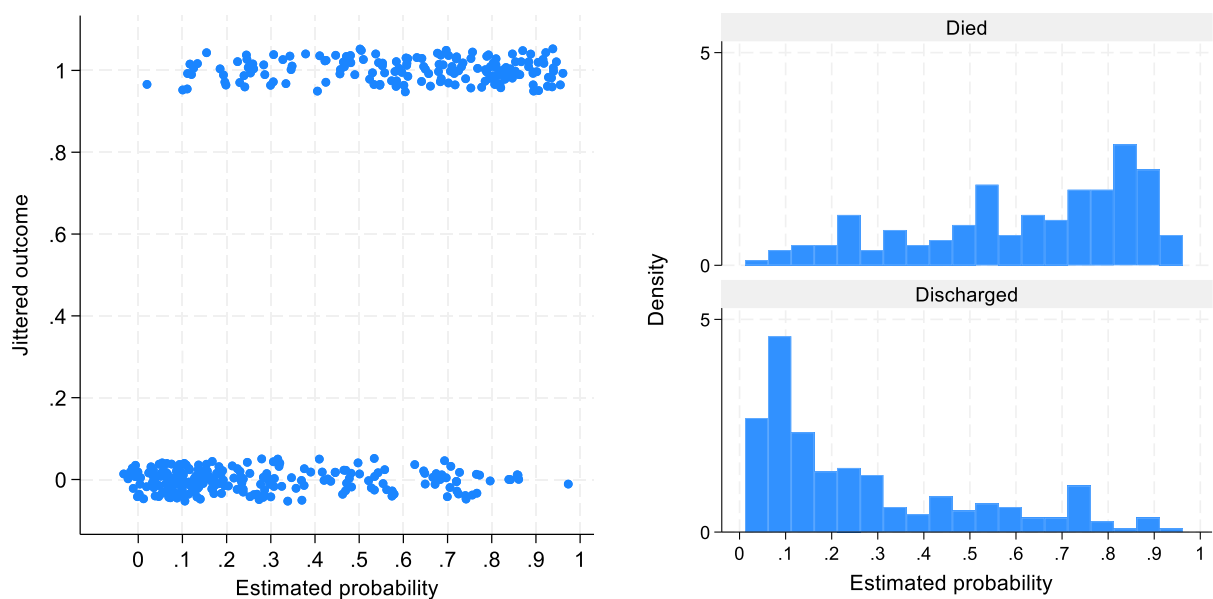 Jittered outcome
1
.8
.6
.4
.2
0
0 .1 .2 .3 .4 .5 .6 .7 .8 .9 1
Estimated probability
Density
Died
5
0
Discharged
5
0
0 .1 .2 .3 .4 .5 .6 .7 .8 .9 1
Estimated probability